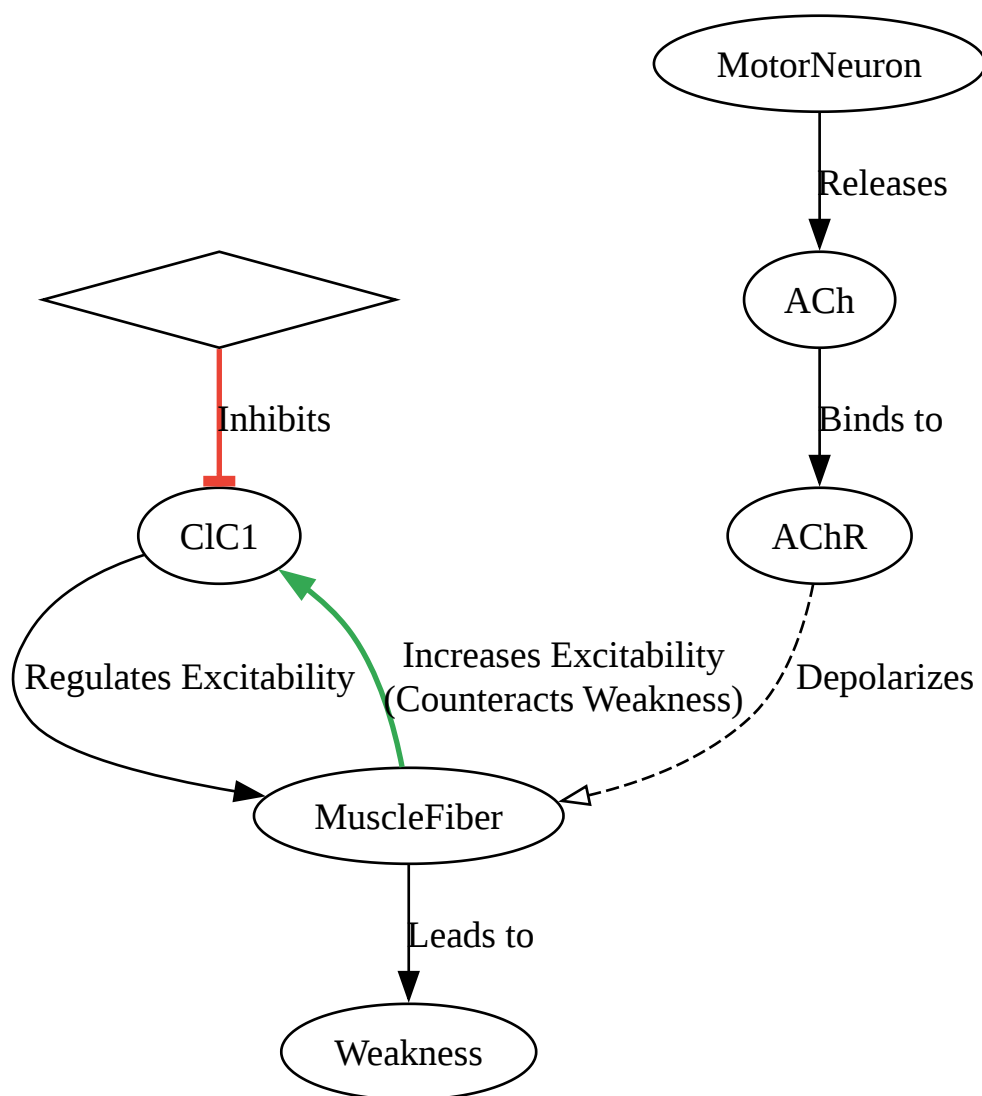 MotorNeuron
Releases
ACh
Inhibits
Binds to
ClC1
AChR
Regulates Excitability
Increases Excitability
(Counteracts Weakness)
Depolarizes
MuscleFiber
Leads to
Weakness